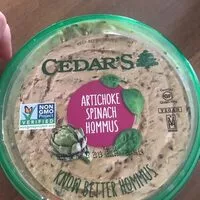 CEDAR'S
ARTICHOKE
SPINACH
HOMMUS
NON
GMO
Project
VERIFIED
KNOW BETTER HOMMUS